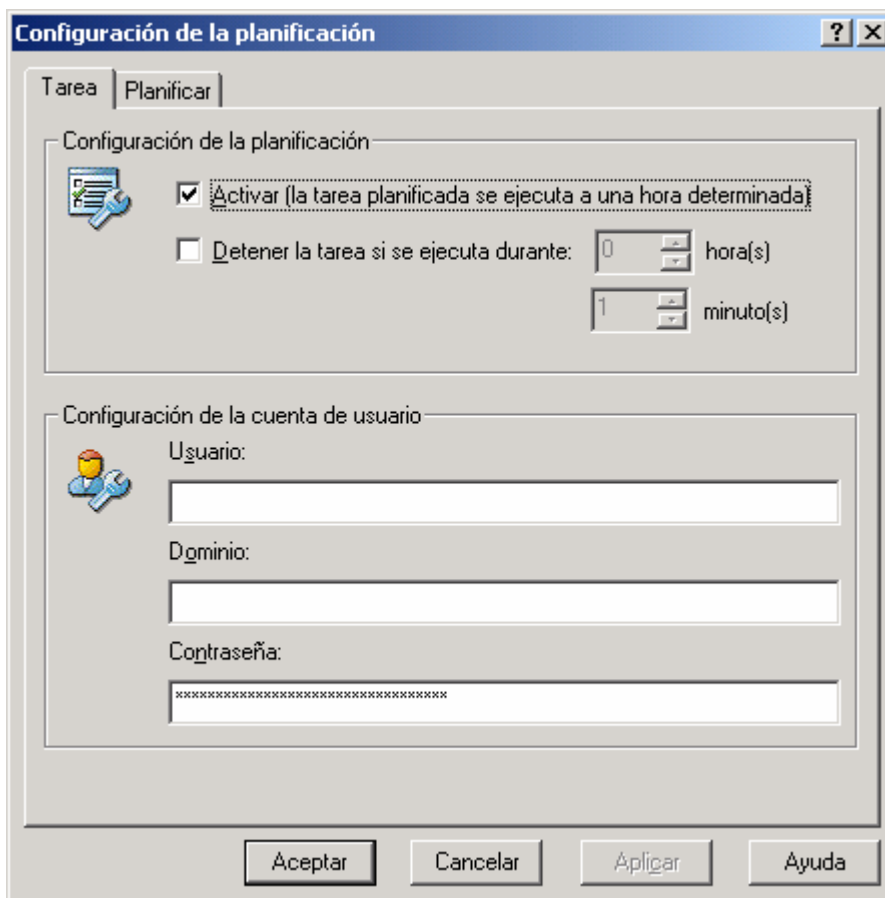 Configuración de la planificación
Tarea Planificar
Configuración de la planificación
Activar (la tarea planificada se ejecuta a una hora determinada)
Detener la tarea si se ejecuta durante: 0 hora(s)
1 minuto(s)
Configuración de la cuenta de usuario
Usuario:
Dominio:
Contraseña:
**********************************
Aceptar Cancelar Aplicar Ayuda